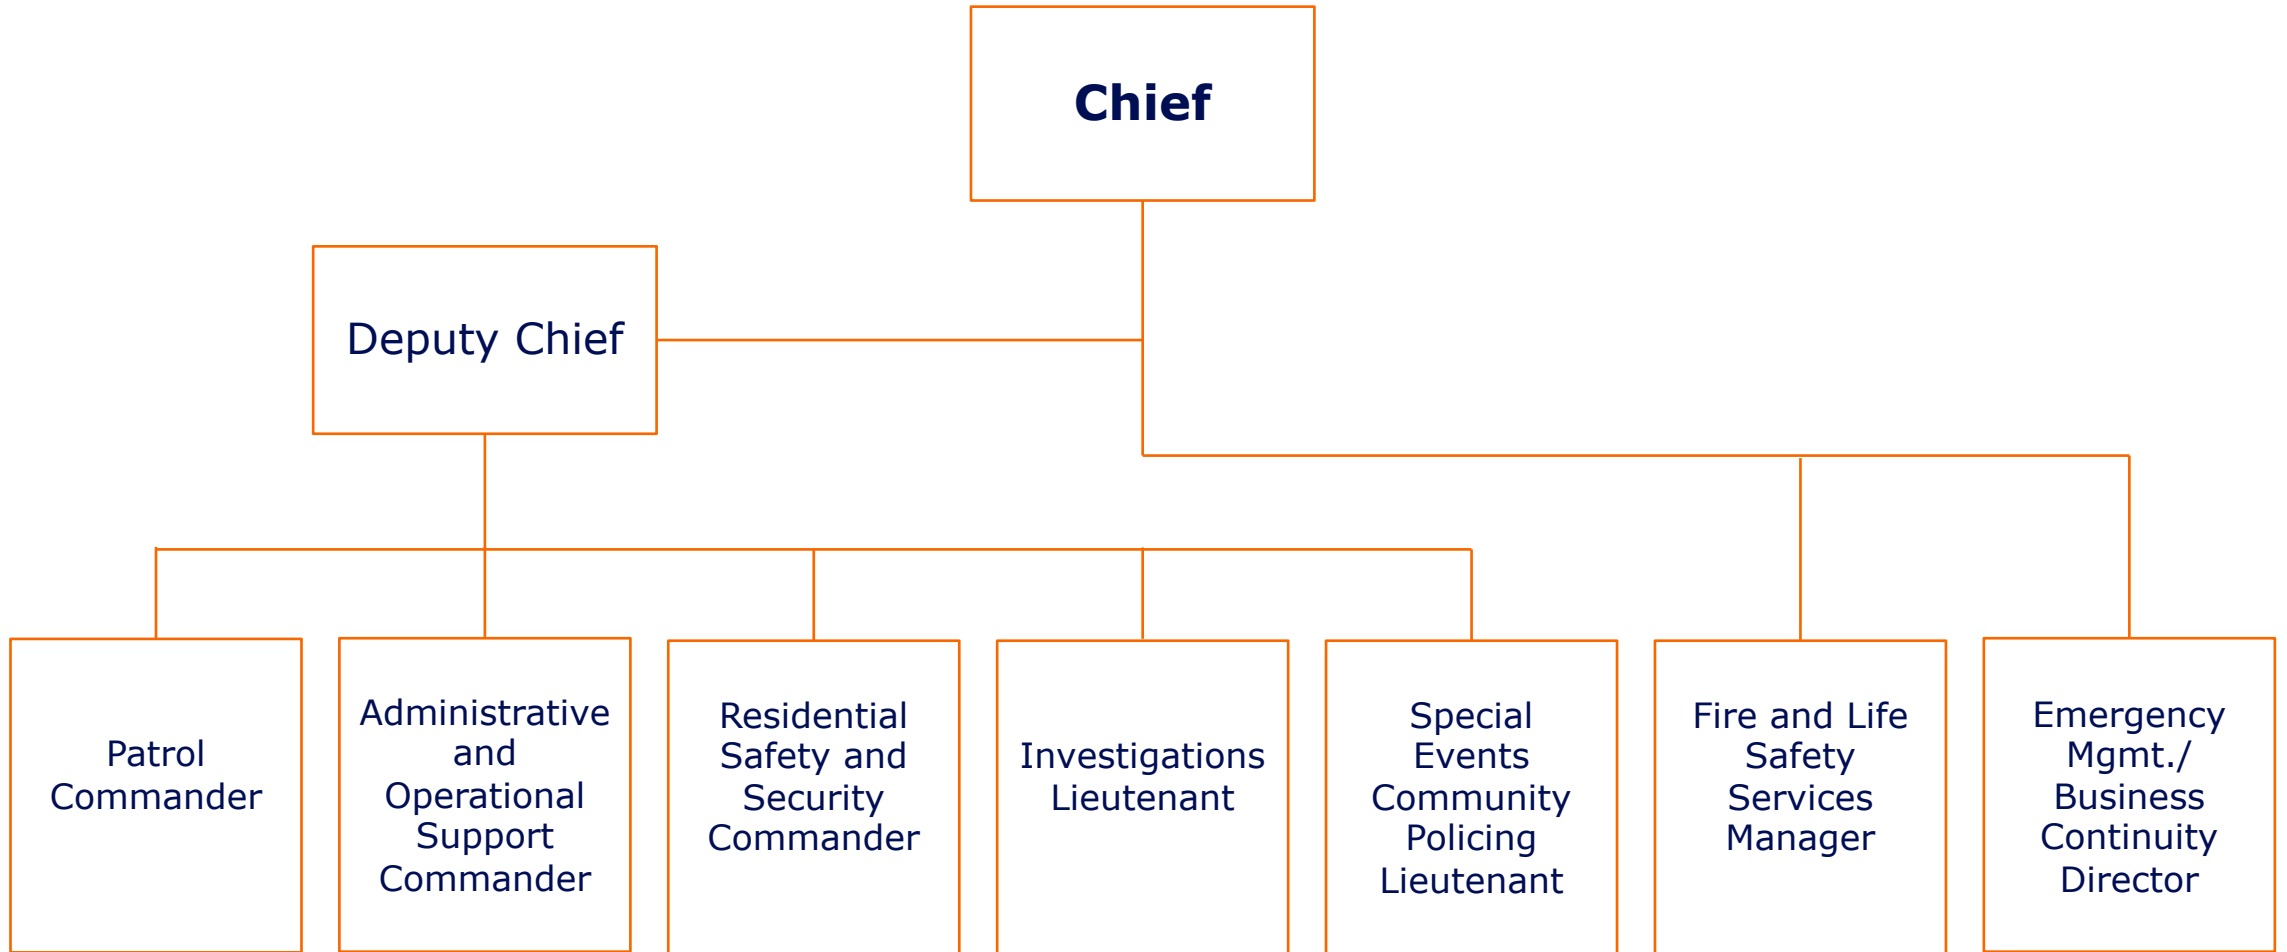 Chief
Deputy Chief
Patrol
Commander
Administrative
and
Operational
Support
Commander
Residential
Safety and
Security
Commander
Investigations
Lieutenant
Special
Events
Community
Policing
Lieutenant
Fire and Life
Safety
Services
Manager
Emergency
Mgmt./
Business
Continuity
Director